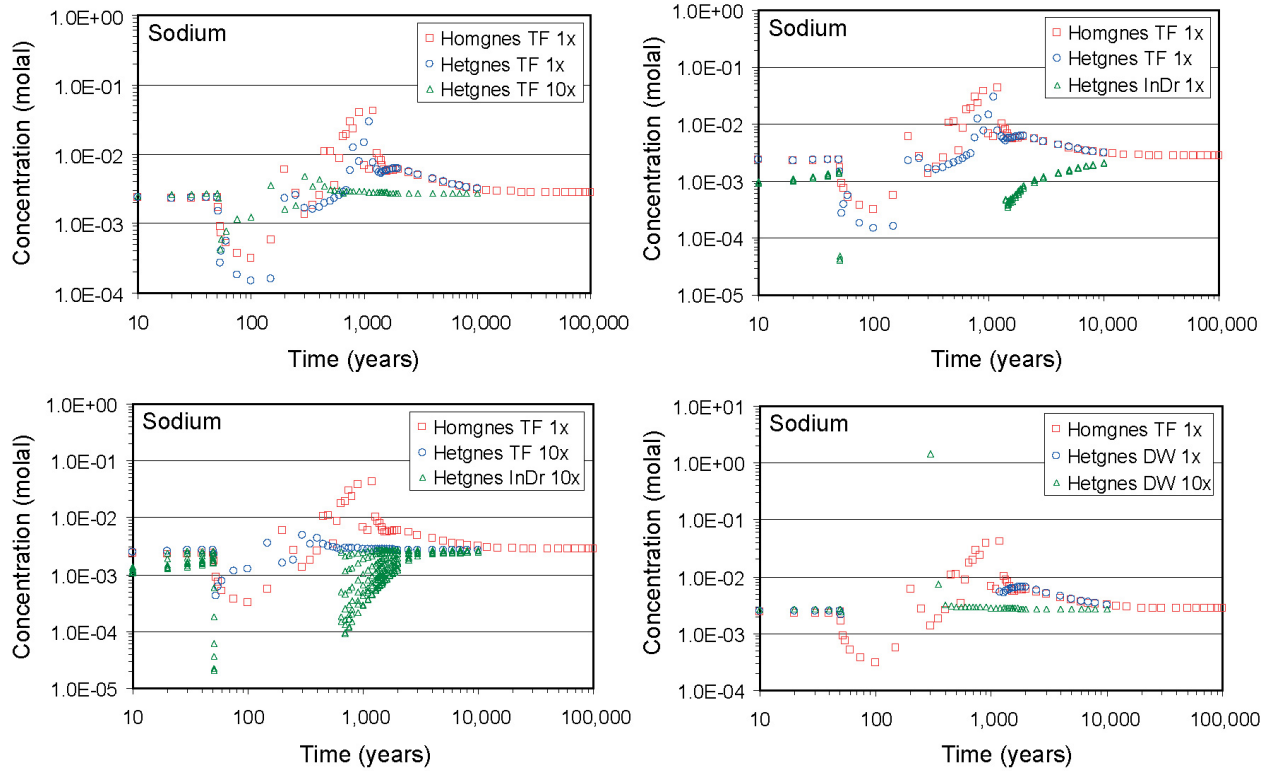 Sodium
Homgnes TF 1x
Hetgnes TF 1x
Hetgnes TF 10x
Concentration (molal)
1.0E+00
1.0E-01
1.0E-02
1.0E-03
1.0E-04
10
100
1,000
10,000
100,000
Time (years)
Sodium
Homgnes TF 1x
Hetgnes TF 1x
Hetgnes InDr 1x
Concentration (molal)
1.0E+00
1.0E-01
1.0E-02
1.0E-03
1.0E-04
1.0E-05
10
100
1,000
10,000
100,000
Time (years)
Sodium
Homgnes TF 1x
Hetgnes TF 10x
Hetgnes InDr 10x
Concentration (molal)
1.0E+00
1.0E-01
1.0E-02
1.0E-03
1.0E-04
1.0E-05
10
100
1,000
10,000
100,000
Time (years)
Sodium
Homgnes TF 1x
Hetgnes DW 1x
Hetgnes DW 10x
Concentration (molal)
1.0E+01
1.0E+00
1.0E-01
1.0E-02
1.0E-03
1.0E-04
10
100
1,000
10,000
100,000
Time (years)